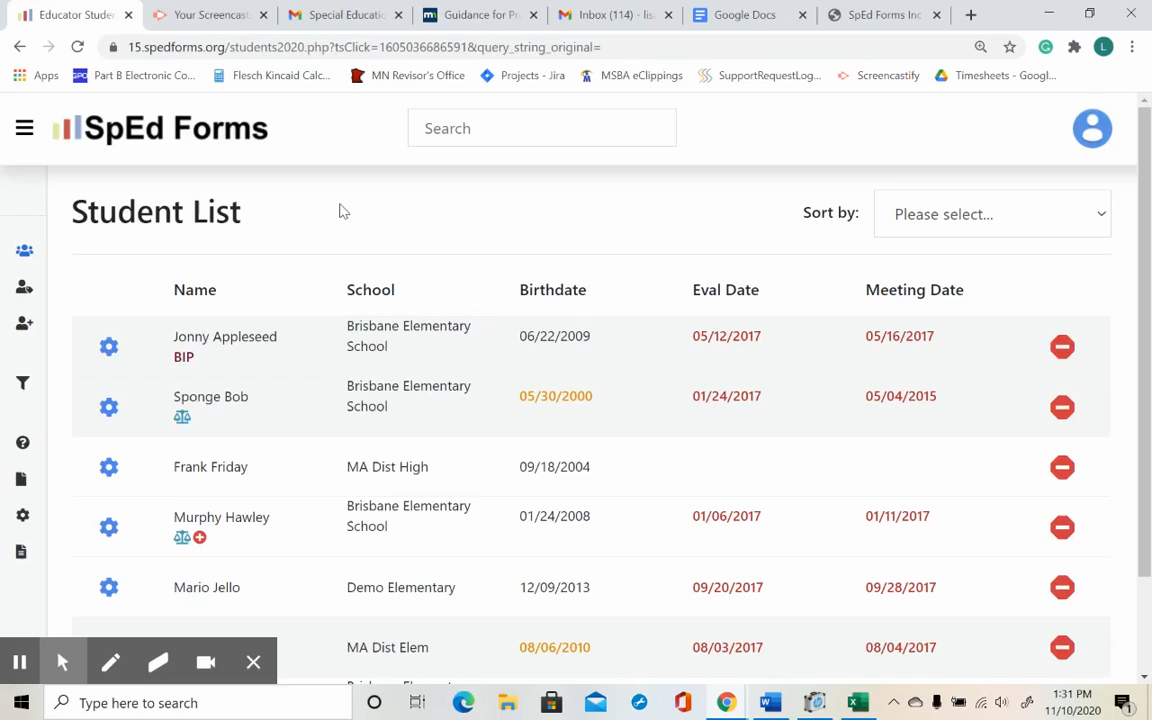 Educator Stude
Your Screencast
Special Educatio
Guidance for Pr
Inbox (114) - lis
Google Docs
SpEd Forms Inc
15.spedforms.org/students2020.php?tsClick=1605036686591&query_string_original=
L
Apps
GPO
Part B Electronic Co...
Flesch Kincaid Calc...
MN Revisor's Office
Projects - Jira
MSBA eClippings
SupportRequestLog...
Screencastify
Timesheets - Googl...
SpEd Forms
Search
Student List
Sort by:
Please select...
Name
School
Birthdate
Eval Date
Meeting Date
Jonny Appleseed
BIP
Brisbane Elementary
School
06/22/2009
05/12/2017
05/16/2017
Sponge Bob
Brisbane Elementary
School
05/30/2000
01/24/2017
05/04/2015
Frank Friday
MA Dist High
09/18/2004
Murphy Hawley
Brisbane Elementary
School
01/24/2008
01/06/2017
01/11/2017
Mario Jello
Demo Elementary
12/09/2013
09/20/2017
09/28/2017
MA Dist Elem
08/06/2010
08/03/2017
08/04/2017
Type here to search
1:31 PM
11/10/2020
1